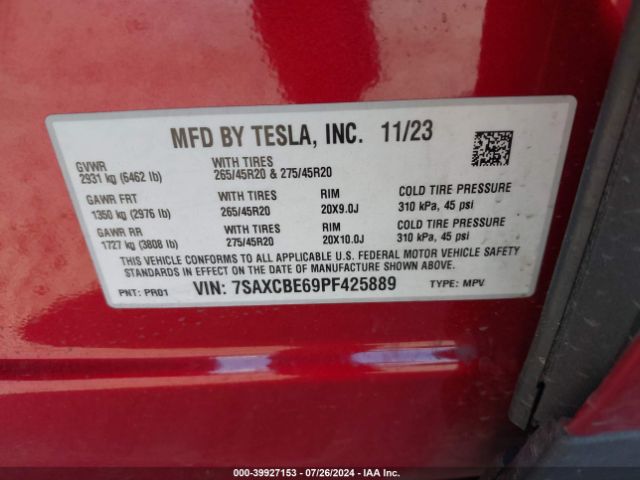 MFD BY TESLA, INC. 11/23
GVWR
2931 kg (6462 lb)
WITH TIRES
265/45R20 & 275/45R20
GAWR FRT
1350 kg (2976 lb)
WITH TIRES
265/45R20
RIM
20X9.0J
COLD TIRE PRESSURE
310 kPa, 45 psi
GAWR RR
1727 kg (3808 lb)
WITH TIRES
275/45R20
RIM
20X10.0J
COLD TIRE PRESSURE
310 kPa, 45 psi
THIS VEHICLE CONFORMS TO ALL APPLICABLE U.S. FEDERAL MOTOR VEHICLE SAFETY
STANDARDS IN EFFECT ON THE DATE OF MANUFACTURE SHOWN ABOVE.
PNT: PR01 VIN: 7SAXCBE69PF425889 TYPE: MPV
STOCK: 39927153 | 07/26/2024 - IAA Inc.